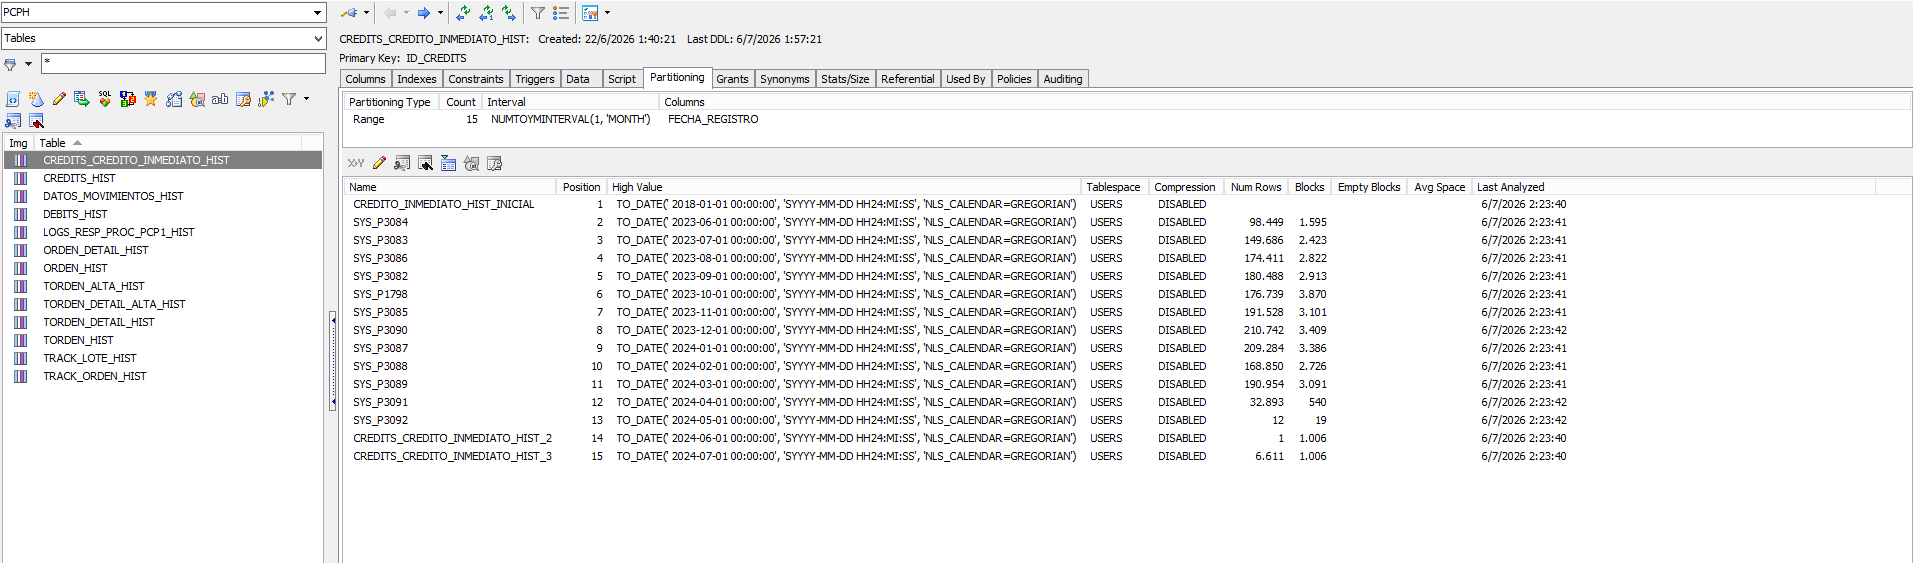 PCPH
Tables
*
SQL
Img Table
CREDITS_CREDITO_INMEDIATO_HIST
CREDITS_HIST
DATOS_MOVIMIENTOS_HIST
DEBITS_HIST
LOGS_RESP_PROC_PCP1_HIST
ORDEN_DETAIL_HIST
ORDEN_HIST
TORDEN_ALTA_HIST
TORDEN_DETAIL_ALTA_HIST
TORDEN_DETAIL_HIST
TORDEN_HIST
TRACK_LOTE_HIST
TRACK_ORDEN_HIST
CREDITS_CREDITO_INMEDIATO_HIST: Created: 22/6/2026 1:40:21 Last DDL: 6/7/2026 1:57:21
Primary Key: ID_CREDITS
Columns Indexes Constraints Triggers Data Script Partitioning Grants Synonyms Stats/Size Referential Used By Policies Auditing
Partitioning Type Count Interval Columns
Range 15 NUMTOYMINTERVAL(1, 'MONTH') FECHA_REGISTRO
Name Position High Value Tablespace Compression Num Rows Blocks Empty Blocks Avg Space Last Analyzed
CREDITO_INMEDIATO_HIST_INICIAL 1 TO_DATE(' 2018-01-01 00:00:00', 'SYYYY-MM-DD HH24:MI:SS', 'NLS_CALENDAR=GREGORIAN') USERS DISABLED 6/7/2026 2:23:40
SYS_P3084 2 TO_DATE(' 2023-06-01 00:00:00', 'SYYYY-MM-DD HH24:MI:SS', 'NLS_CALENDAR=GREGORIAN') USERS DISABLED 98.449 1.595 6/7/2026 2:23:41
SYS_P3083 3 TO_DATE(' 2023-07-01 00:00:00', 'SYYYY-MM-DD HH24:MI:SS', 'NLS_CALENDAR=GREGORIAN') USERS DISABLED 149.686 2.423 6/7/2026 2:23:41
SYS_P3086 4 TO_DATE(' 2023-08-01 00:00:00', 'SYYYY-MM-DD HH24:MI:SS', 'NLS_CALENDAR=GREGORIAN') USERS DISABLED 174.411 2.822 6/7/2026 2:23:41
SYS_P3082 5 TO_DATE(' 2023-09-01 00:00:00', 'SYYYY-MM-DD HH24:MI:SS', 'NLS_CALENDAR=GREGORIAN') USERS DISABLED 180.488 2.913 6/7/2026 2:23:41
SYS_P1798 6 TO_DATE(' 2023-10-01 00:00:00', 'SYYYY-MM-DD HH24:MI:SS', 'NLS_CALENDAR=GREGORIAN') USERS DISABLED 176.739 3.870 6/7/2026 2:23:41
SYS_P3085 7 TO_DATE(' 2023-11-01 00:00:00', 'SYYYY-MM-DD HH24:MI:SS', 'NLS_CALENDAR=GREGORIAN') USERS DISABLED 191.528 3.101 6/7/2026 2:23:41
SYS_P3090 8 TO_DATE(' 2023-12-01 00:00:00', 'SYYYY-MM-DD HH24:MI:SS', 'NLS_CALENDAR=GREGORIAN') USERS DISABLED 210.742 3.409 6/7/2026 2:23:42
SYS_P3087 9 TO_DATE(' 2024-01-01 00:00:00', 'SYYYY-MM-DD HH24:MI:SS', 'NLS_CALENDAR=GREGORIAN') USERS DISABLED 209.284 3.386 6/7/2026 2:23:41
SYS_P3088 10 TO_DATE(' 2024-02-01 00:00:00', 'SYYYY-MM-DD HH24:MI:SS', 'NLS_CALENDAR=GREGORIAN') USERS DISABLED 168.850 2.726 6/7/2026 2:23:41
SYS_P3089 11 TO_DATE(' 2024-03-01 00:00:00', 'SYYYY-MM-DD HH24:MI:SS', 'NLS_CALENDAR=GREGORIAN') USERS DISABLED 190.954 3.091 6/7/2026 2:23:41
SYS_P3091 12 TO_DATE(' 2024-04-01 00:00:00', 'SYYYY-MM-DD HH24:MI:SS', 'NLS_CALENDAR=GREGORIAN') USERS DISABLED 32.893 540 6/7/2026 2:23:42
SYS_P3092 13 TO_DATE(' 2024-05-01 00:00:00', 'SYYYY-MM-DD HH24:MI:SS', 'NLS_CALENDAR=GREGORIAN') USERS DISABLED 12 19 6/7/2026 2:23:42
CREDITS_CREDITO_INMEDIATO_HIST_2 14 TO_DATE(' 2024-06-01 00:00:00', 'SYYYY-MM-DD HH24:MI:SS', 'NLS_CALENDAR=GREGORIAN') USERS DISABLED 1 1.006 6/7/2026 2:23:40
CREDITS_CREDITO_INMEDIATO_HIST_3 15 TO_DATE(' 2024-07-01 00:00:00', 'SYYYY-MM-DD HH24:MI:SS', 'NLS_CALENDAR=GREGORIAN') USERS DISABLED 6.611 1.006 6/7/2026 2:23:40